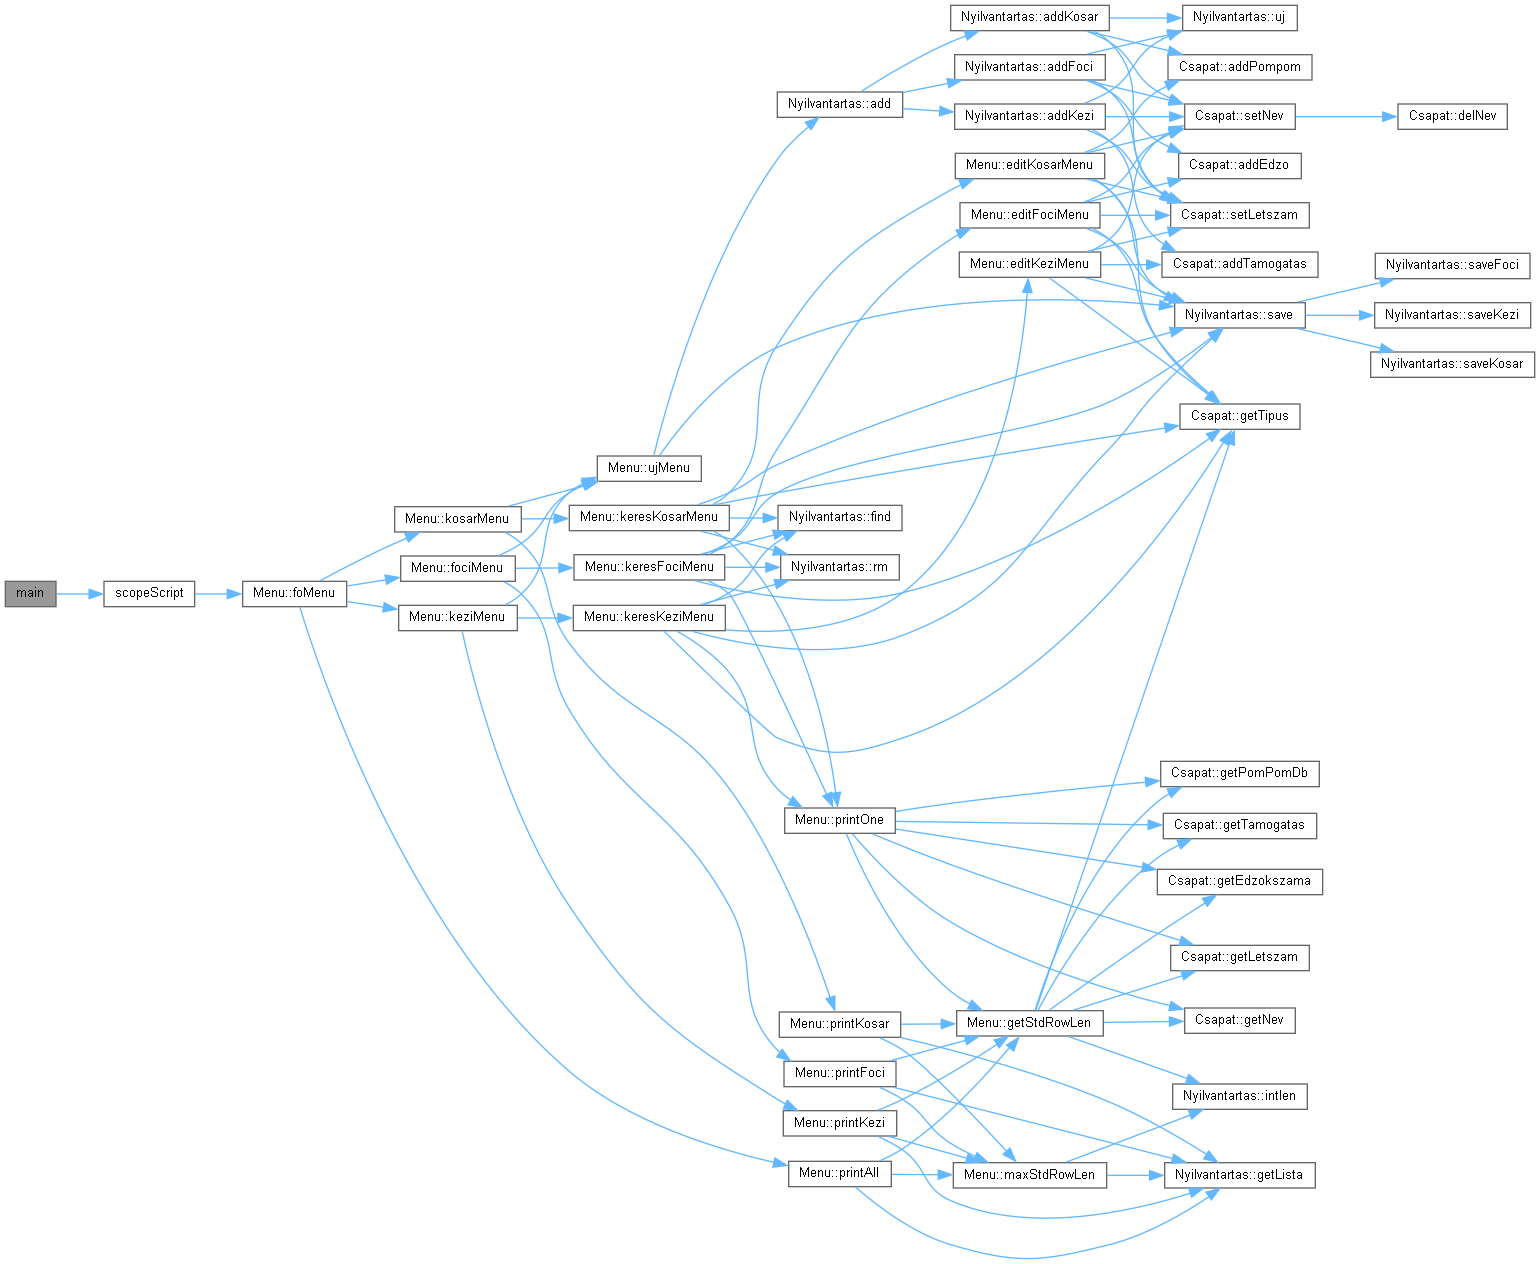 main
scopeScript
Menu::foMenu
Menu::kosarMenu
Menu::fociMenu
Menu::keziMenu
Menu::ujMenu
Menu::keresKosarMenu
Menu::keresFociMenu
Menu::keresKeziMenu
Nyilvantartas::add
Nyilvantartas::find
Nyilvantartas::rm
Menu::printOne
Menu::printKosar
Menu::printFoci
Menu::printKezi
Menu::printAll
Nyilvantartas::addKosar
Nyilvantartas::addFoci
Nyilvantartas::addKezi
Menu::editKosarMenu
Menu::editFociMenu
Menu::editKeziMenu
Menu::getStdRowLen
Menu::maxStdRowLen
Nyilvantartas::uj
Csapat::addPompom
Csapat::setNev
Csapat::addEdzo
Csapat::setLetszam
Csapat::addTamogatas
Nyilvantartas::save
Csapat::getTipus
Csapat::getPomPomDb
Csapat::getTamogatas
Csapat::getEdzokszama
Csapat::getLetszam
Csapat::getNev
Nyilvantartas::intlen
Nyilvantartas::getLista
Csapat::delNev
Nyilvantartas::saveFoci
Nyilvantartas::saveKezi
Nyilvantartas::saveKosar